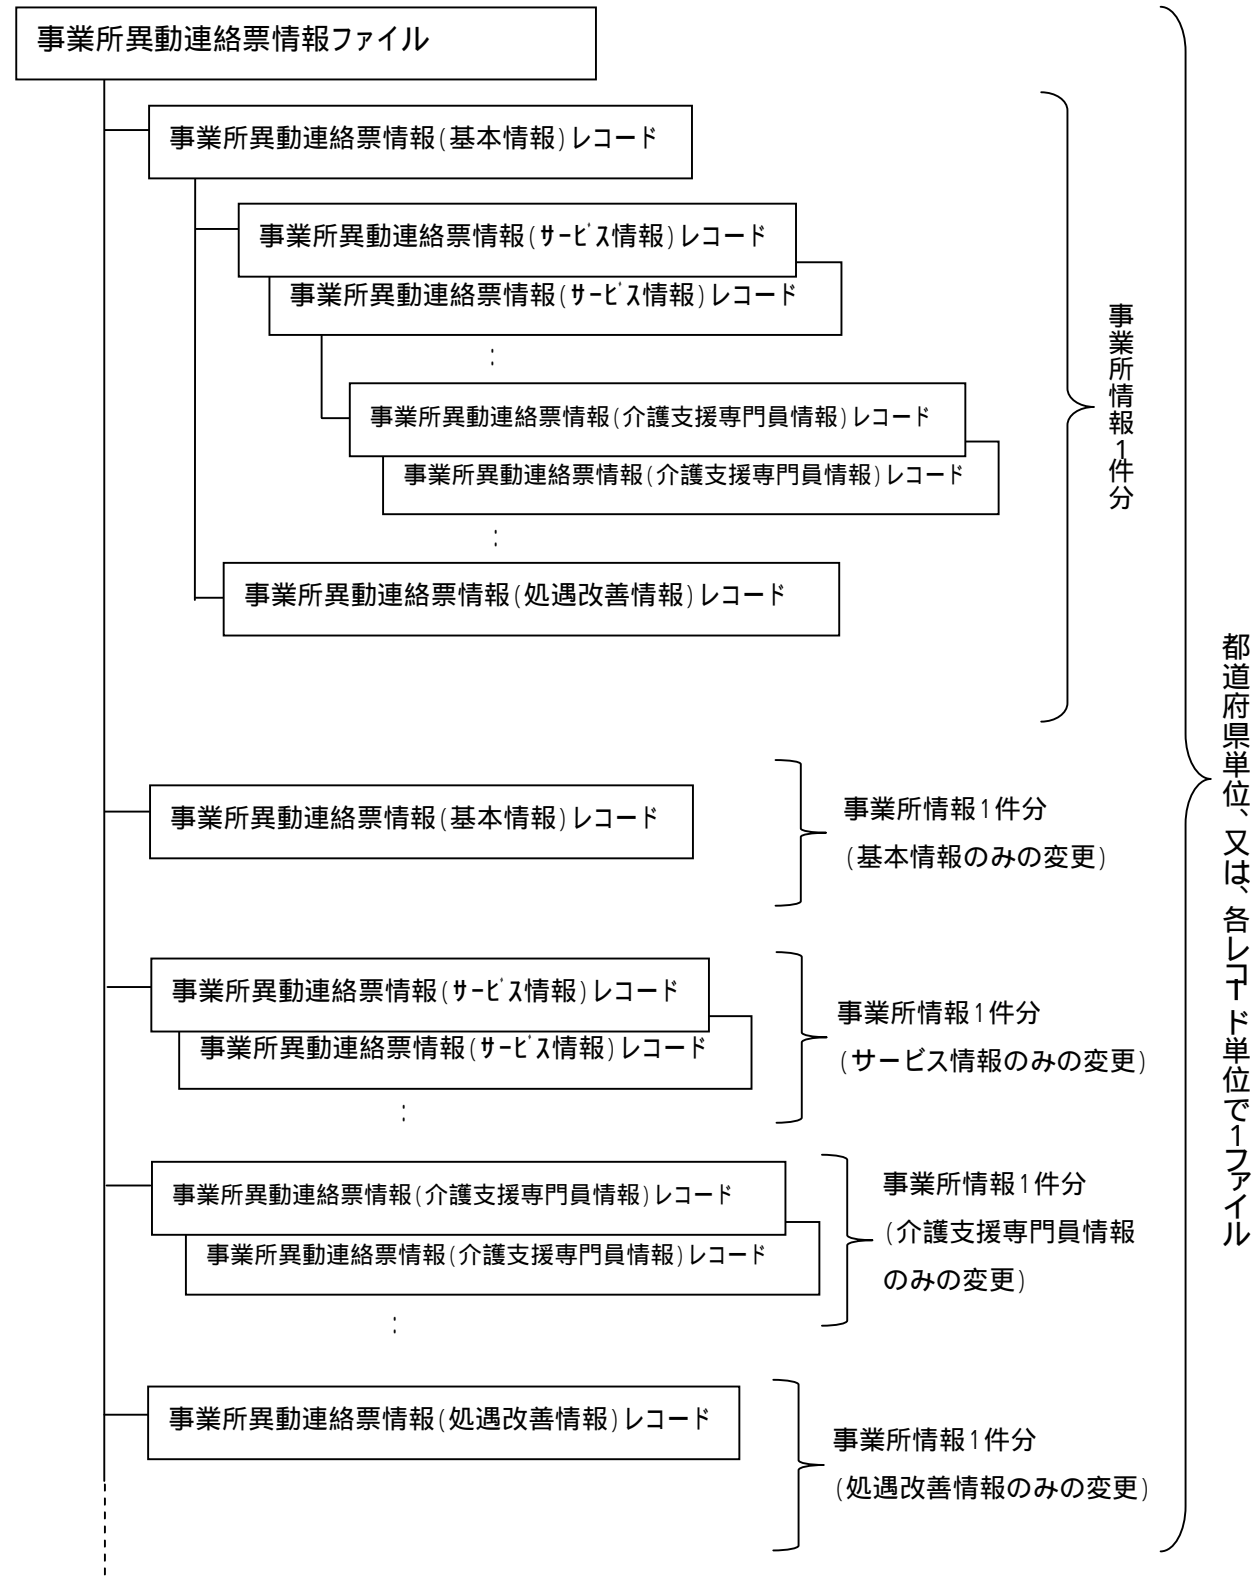 事業所異動連絡票情報ファイル
事業所異動連絡票情報(基本情報)レコード
事業所異動連絡票情報(ｻｰﾋﾞｽ情報)レコード
事業所異動連絡票情報(ｻｰﾋﾞｽ情報)レコード
:
事業所異動連絡票情報(介護支援専門員情報)レコード
事業所異動連絡票情報(介護支援専門員情報)レコード
:
事業所異動連絡票情報(処遇改善情報)レコード
事業所情報1件分
事業所異動連絡票情報(基本情報)レコード
事業所情報1件分
(基本情報のみの変更)
事業所異動連絡票情報(ｻｰﾋﾞｽ情報)レコード
事業所異動連絡票情報(ｻｰﾋﾞｽ情報)レコード
:
事業所情報1件分
(サービス情報のみの変更)
事業所異動連絡票情報(介護支援専門員情報)レコード
事業所異動連絡票情報(介護支援専門員情報)レコード
:
事業所情報1件分
(介護支援専門員情報
のみの変更)
事業所異動連絡票情報(処遇改善情報)レコード
事業所情報1件分
(処遇改善情報のみの変更)
都道府県単位、又は、各レコード単位で1ファイル